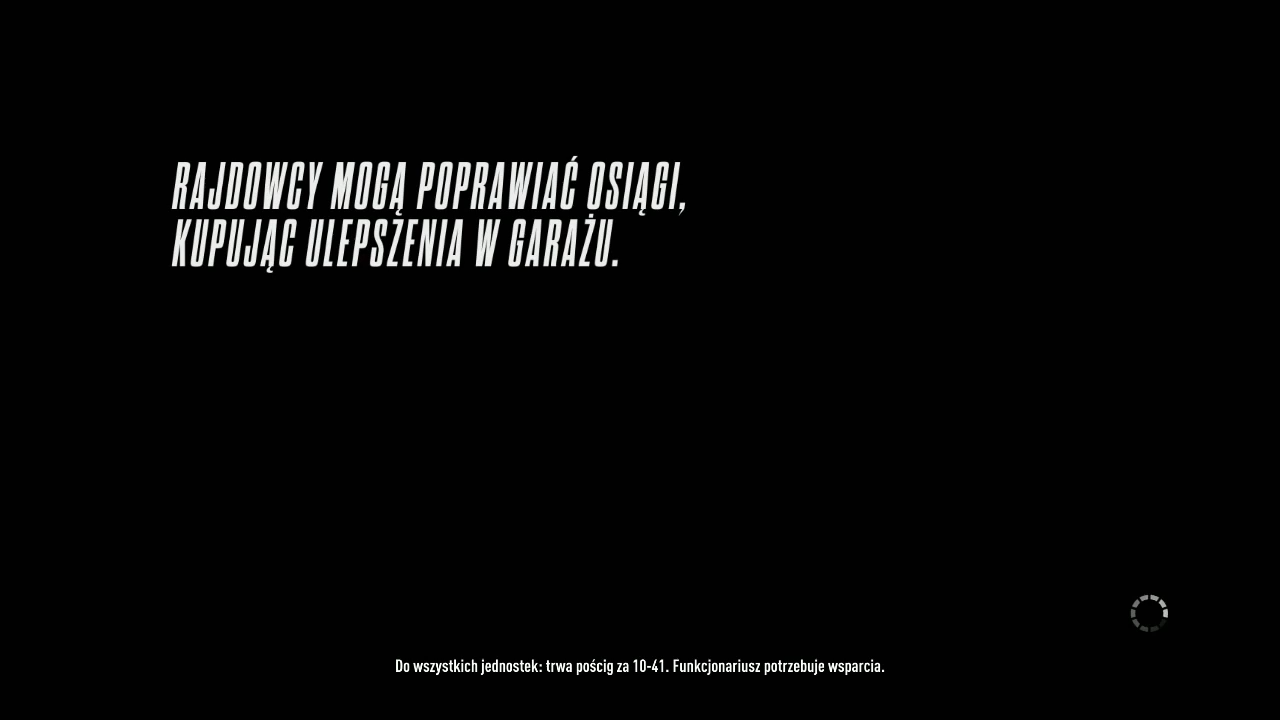 RAJDOWCY MOGĄ POPRAWIAĆ OSIĄGI,
KUPUJĄC ULEPSZENIA W GARAŻU.
Do wszystkich jednostek: trwa pościg za 10-41. Funkcjonariusz potrzebuje wsparcia.